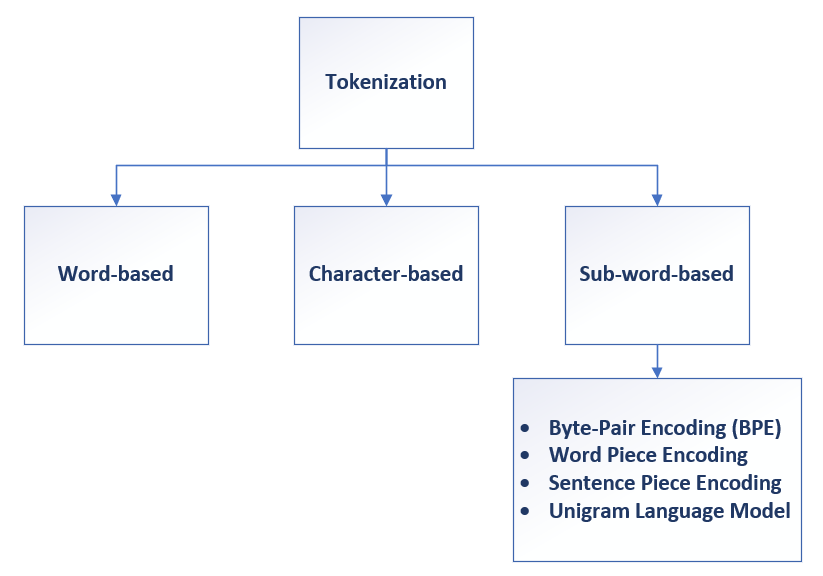 Tokenization
Word-based
Character-based
Sub-word-based
• Byte-Pair Encoding (BPE)
• Word Piece Encoding
• Sentence Piece Encoding
• Unigram Language Model